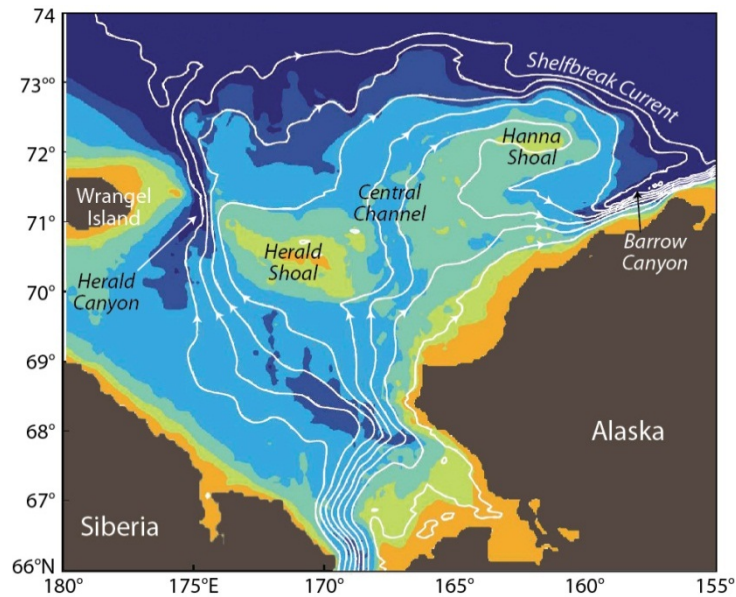 74
73°°
72
71°
70°
69°
68°
67°
66°N
180°
175°E
170°
165°
160°
155°
Shelfbreak Current
Hanna
Shoal
Wrangel
Island
Central
Channel
Herald
Shoal
Herald
Canyon
Barrow
Canyon
Alaska
Siberia